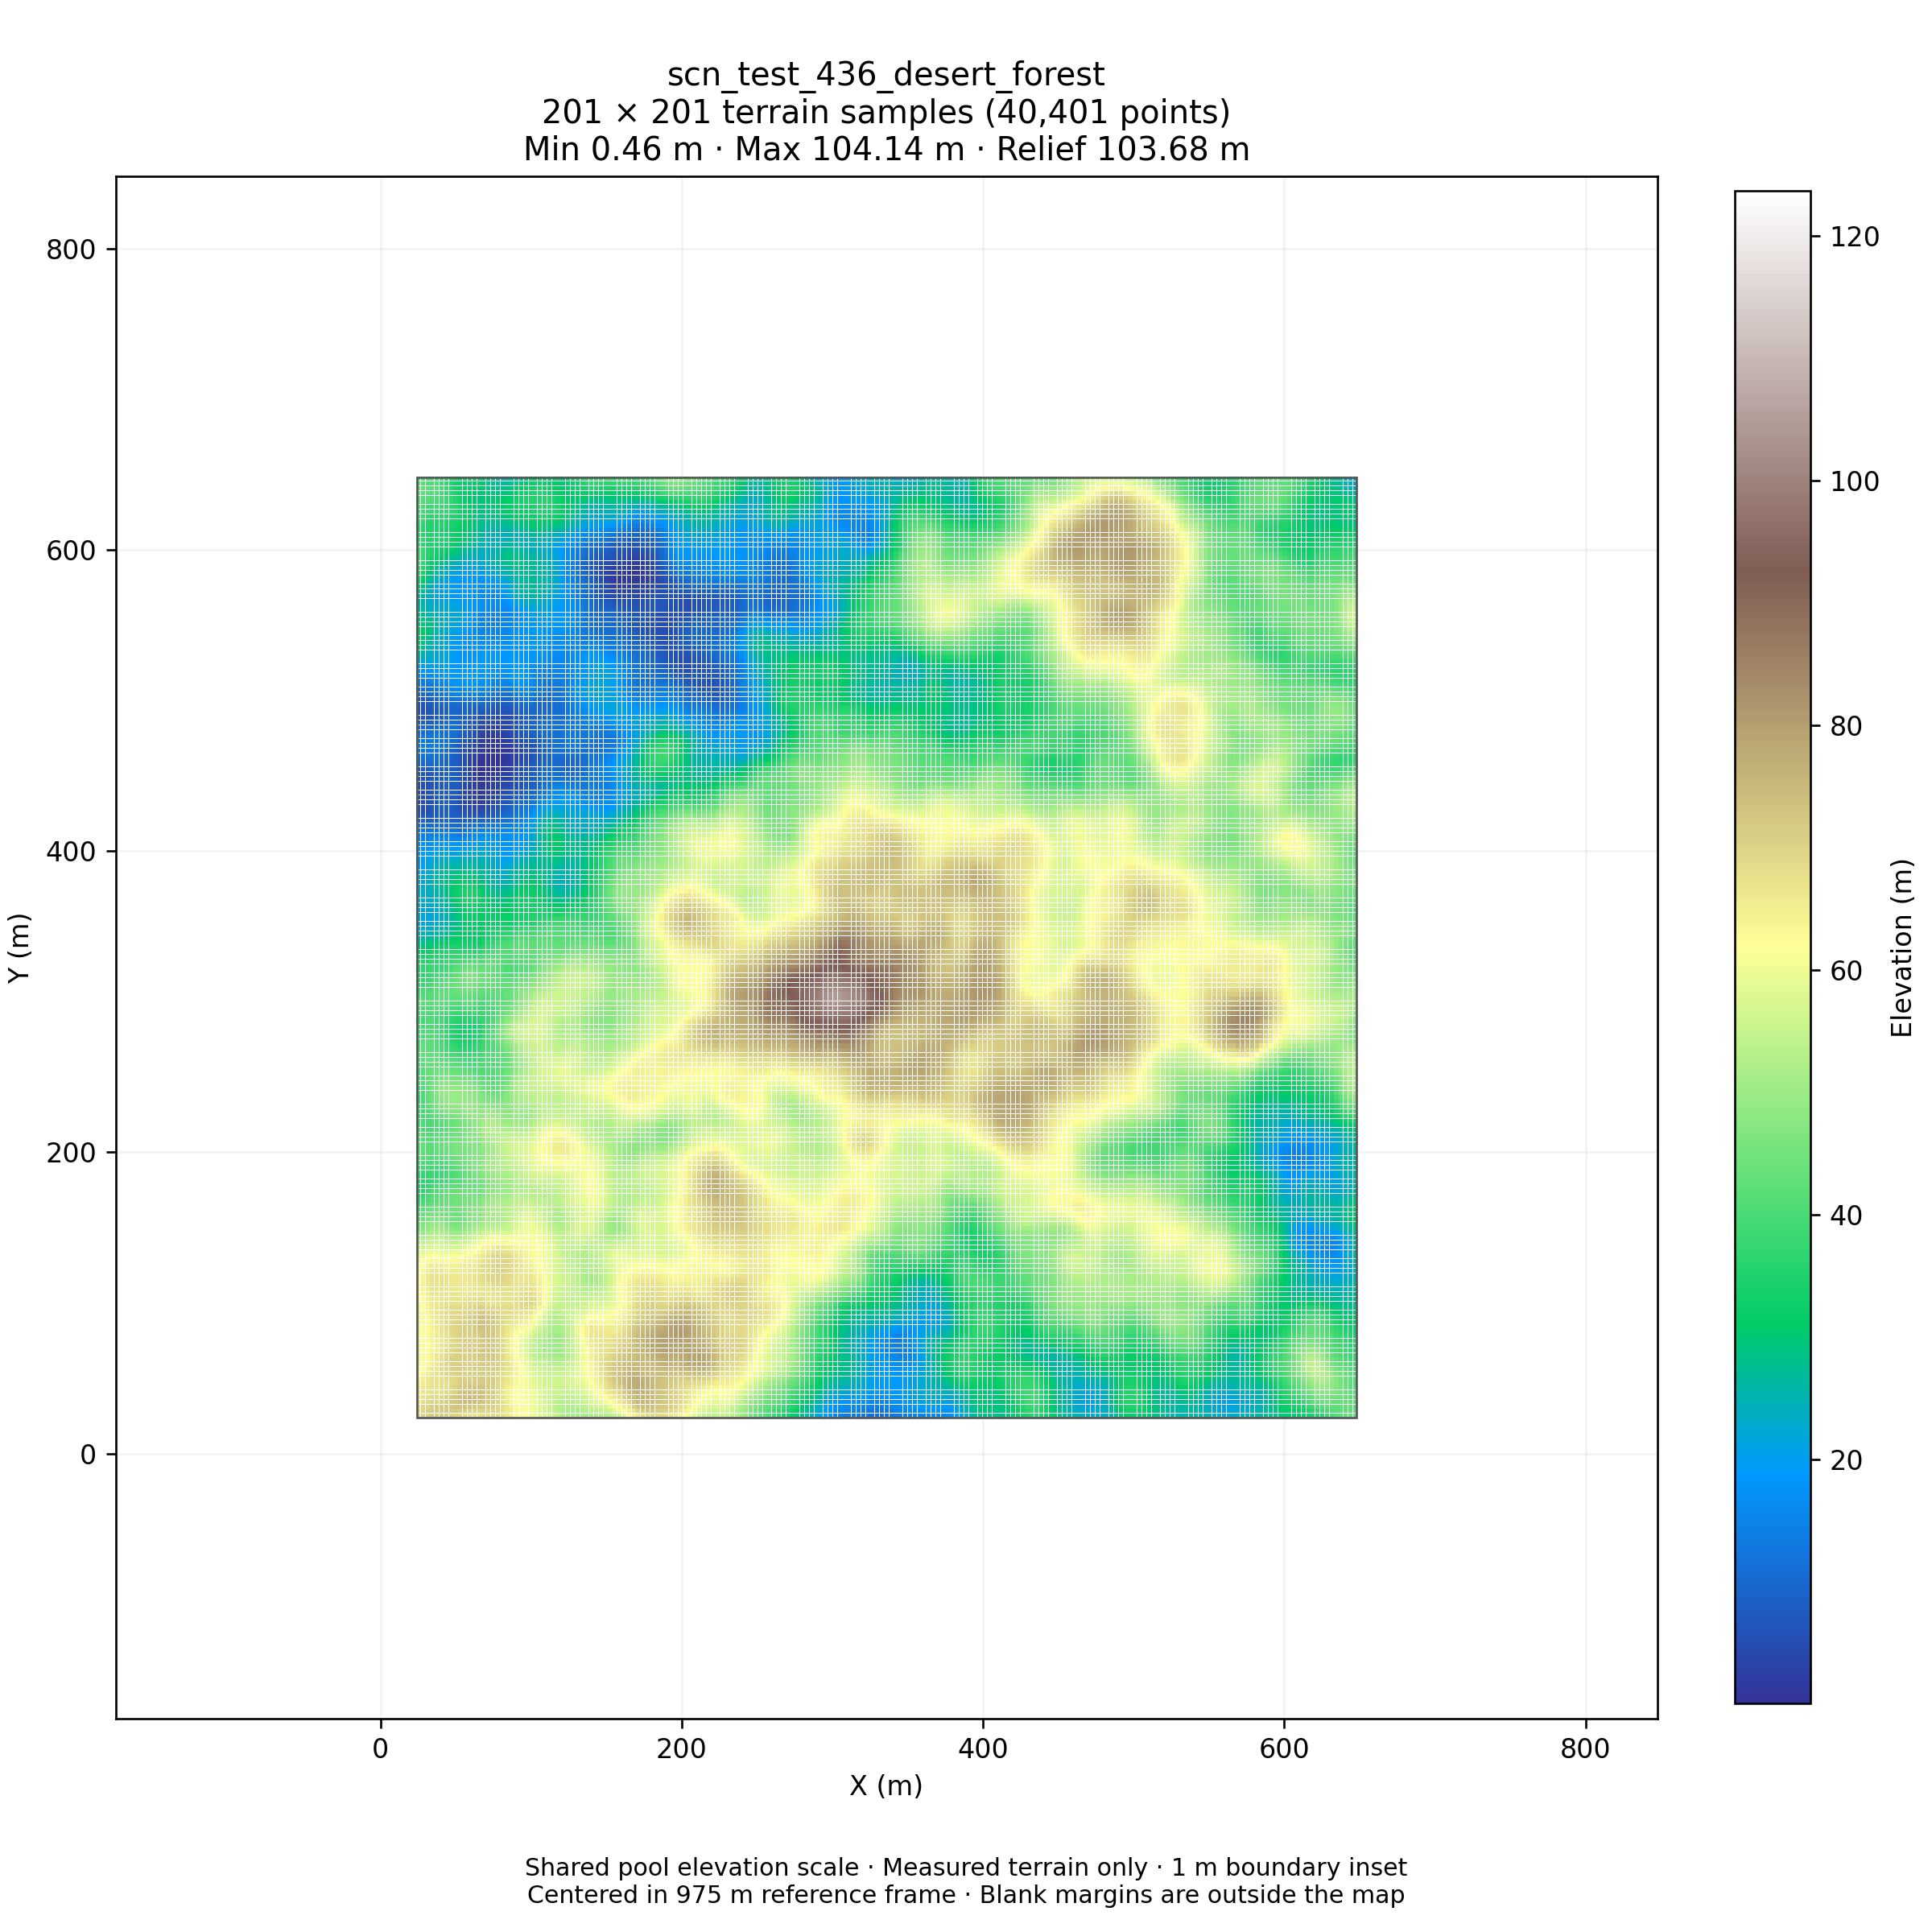 scn_test_436_desert_forest
201 × 201 terrain samples (40,401 points)
Min 0.46 m · Max 104.14 m · Relief 103.68 m
800
600
400
200
0
Y (m)
0
200
400
600
800
X (m)
120
100
80
60
40
20
Elevation (m)
Shared pool elevation scale · Measured terrain only · 1 m boundary inset
Centered in 975 m reference frame · Blank margins are outside the map